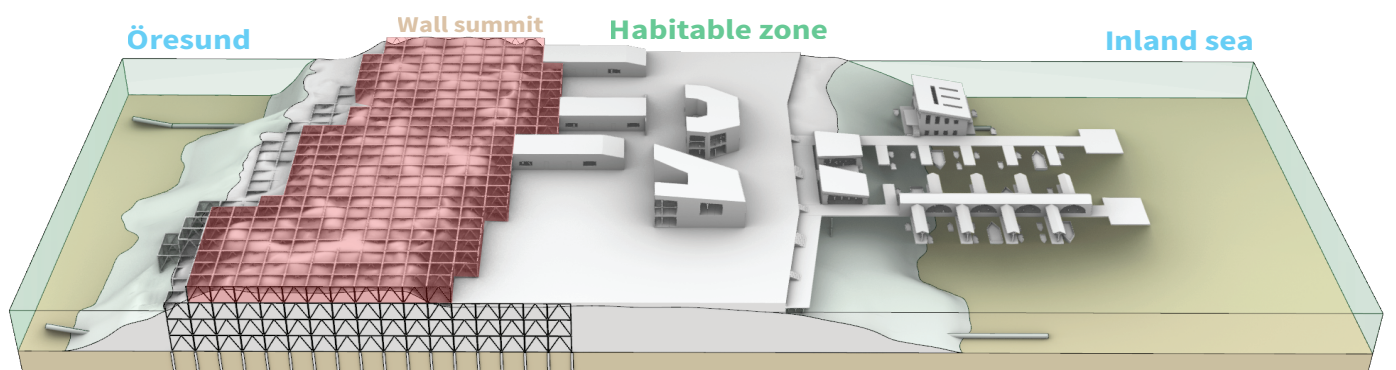 Öresund
Wall summit
Habitable zone
Inland sea